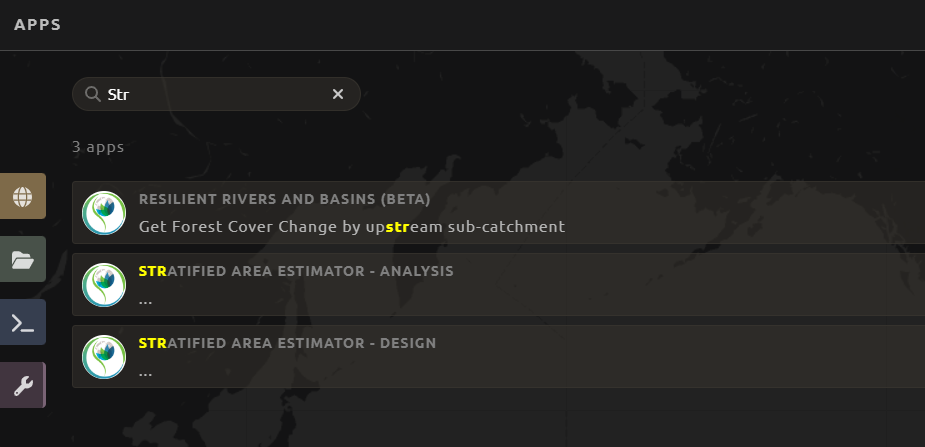 APPS
Str
3 apps
RESILIENT RIVERS AND BASINS (BETA)
Get Forest Cover Change by upstream sub-catchment
STRATIFIED AREA ESTIMATOR - ANALYSIS
...
STRATIFIED AREA ESTIMATOR - DESIGN
...